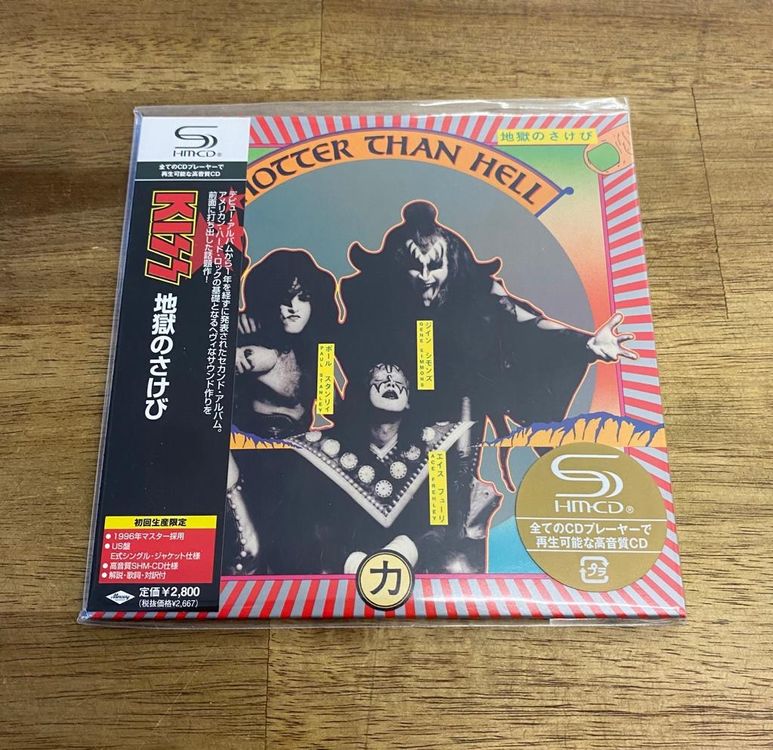 SHM-CD®
全てのCDプレーヤーで
再生可能な高音質CD
KISS
地獄のさけび
デビュー・アルバムから1年を経ずに発表されたセカンド・アルバム。
アメリカン・ハード・ロックの基礎となるヘヴィなサウンド作りを
前面に打ち出した話題作!
初回生産限定
●1996年マスター採用
●US盤
E式シングル・ジャケット仕様
●高音質SHM-CD仕様
●解説・歌詞・対訳付
Mercury
定価¥2,800
(税抜価格¥2,667)
HOTTER THAN HELL
地獄のさけび
ポール スタンリィ
PAUL STANLEY
ジイン シモンズ
GENE SIMMONS
エイス フューリ
ACE FREHLEY
力
SHM-CD®
全てのCDプレーヤーで
再生可能な高音質CD
プラ